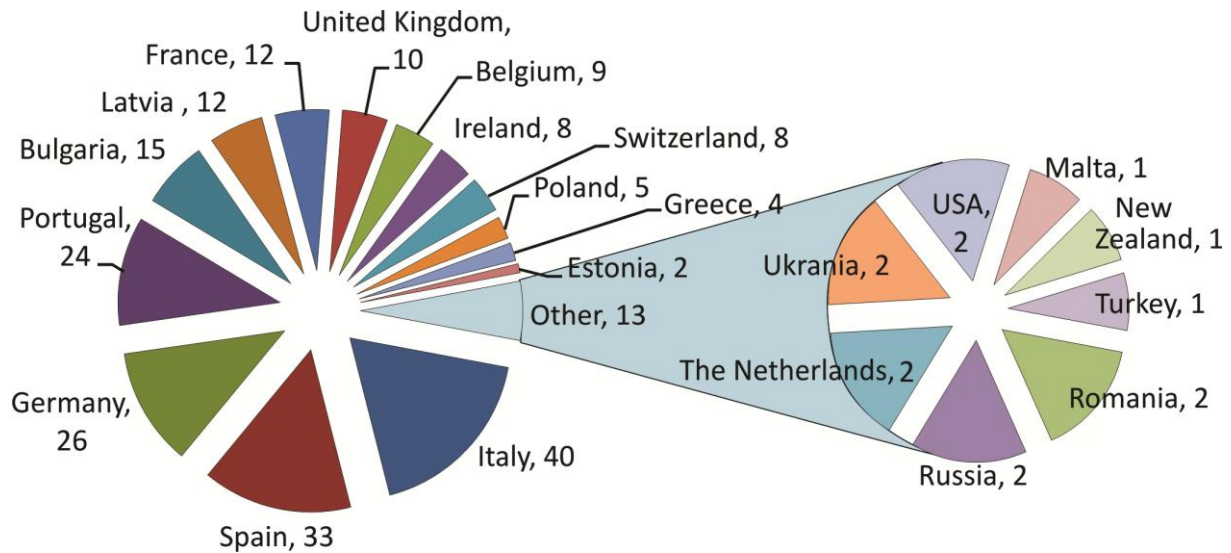 United Kingdom,
10
France, 12
Belgium, 9
Latvia , 12
Ireland, 8
Switzerland, 8
Bulgaria, 15
Poland, 5
Portugal,
24
Greece, 4
Estonia, 2
Other, 13
Germany,
26
Italy, 40
Spain, 33
USA,
2
Malta, 1
New
Zealand, 1
Ukrania, 2
Turkey, 1
The Netherlands, 2
Romania, 2
Russia, 2